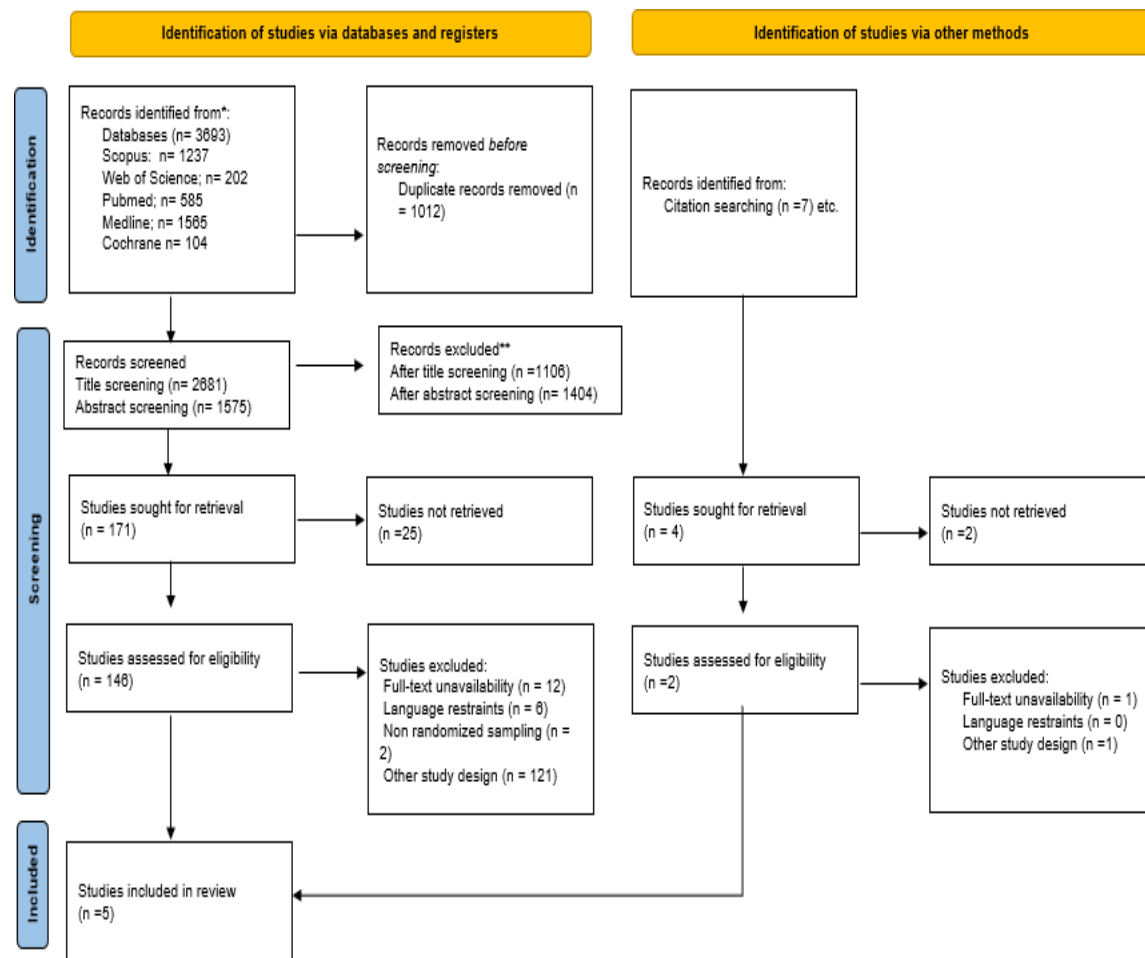 Identification of studies via databases and registers
Identification of studies via other methods
Identification
Records identified from*:
Databases (n= 3693)
Scopus: n= 1237
Web of Science; n= 202
Pubmed; n= 585
Medline; n= 1565
Cochrane n= 104
Records removed before
screening:
Duplicate records removed (n
= 1012)
Records identified from:
Citation searching (n =7) etc.
Screening
Records screened
Title screening (n= 2681)
Abstract screening (n= 1575)
Records excluded**
After title screening (n =1106)
After abstract screening (n= 1404)
Studies sought for retrieval
(n = 171)
Studies not retrieved
(n =25)
Studies sought for retrieval
(n = 4)
Studies not retrieved
(n =2)
Studies assessed for eligibility
(n = 146)
Studies excluded:
Full-text unavailability (n = 12)
Language restraints (n = 6)
Non randomized sampling (n =
2)
Other study design (n = 121)
Studies assessed for eligibility
(n =2)
Studies excluded:
Full-text unavailability (n = 1)
Language restraints (n = 0)
Other study design (n =1)
Included
Studies included in review
(n =5)